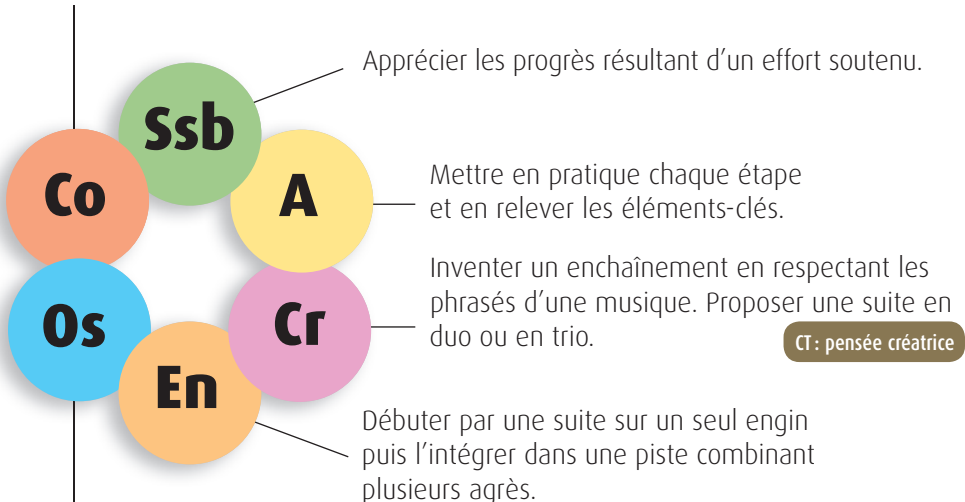 Ssb
Apprécier les progrès résultant d’un effort soutenu.
Co
A
Mettre en pratique chaque étape
et en relever les éléments-clés.
Os
Cr
Inventer un enchaînement en respectant les
phrasés d’une musique. Proposer une suite en
duo ou en trio.
CT : pensée créatrice
En
Débuter par une suite sur un seul engin
puis l’intégrer dans une piste combinant
plusieurs agrès.